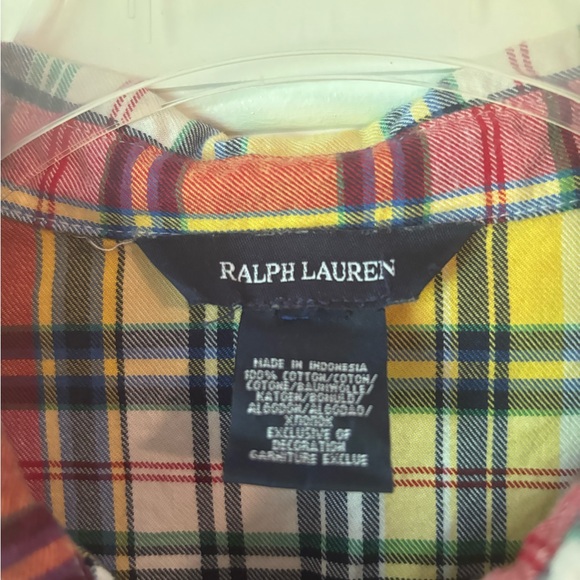 RALPH LAUREN
MADE IN INDONESIA
100% COTTON/COTON/
COTONE/BAUMWOLLE/
KATOEN/BOMULD/
ALGODON/ALGODAO/
EXCLUSIVE OF
DECORATION
GARNITURE EXCLUE